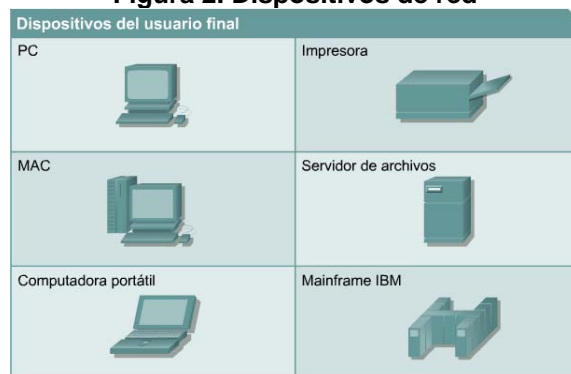 Figura 2. Dispositivos de red
Dispositivos del usuario final
PC
Impresora
MAC
Servidor de archivos
Computadora portátil
Mainframe IBM